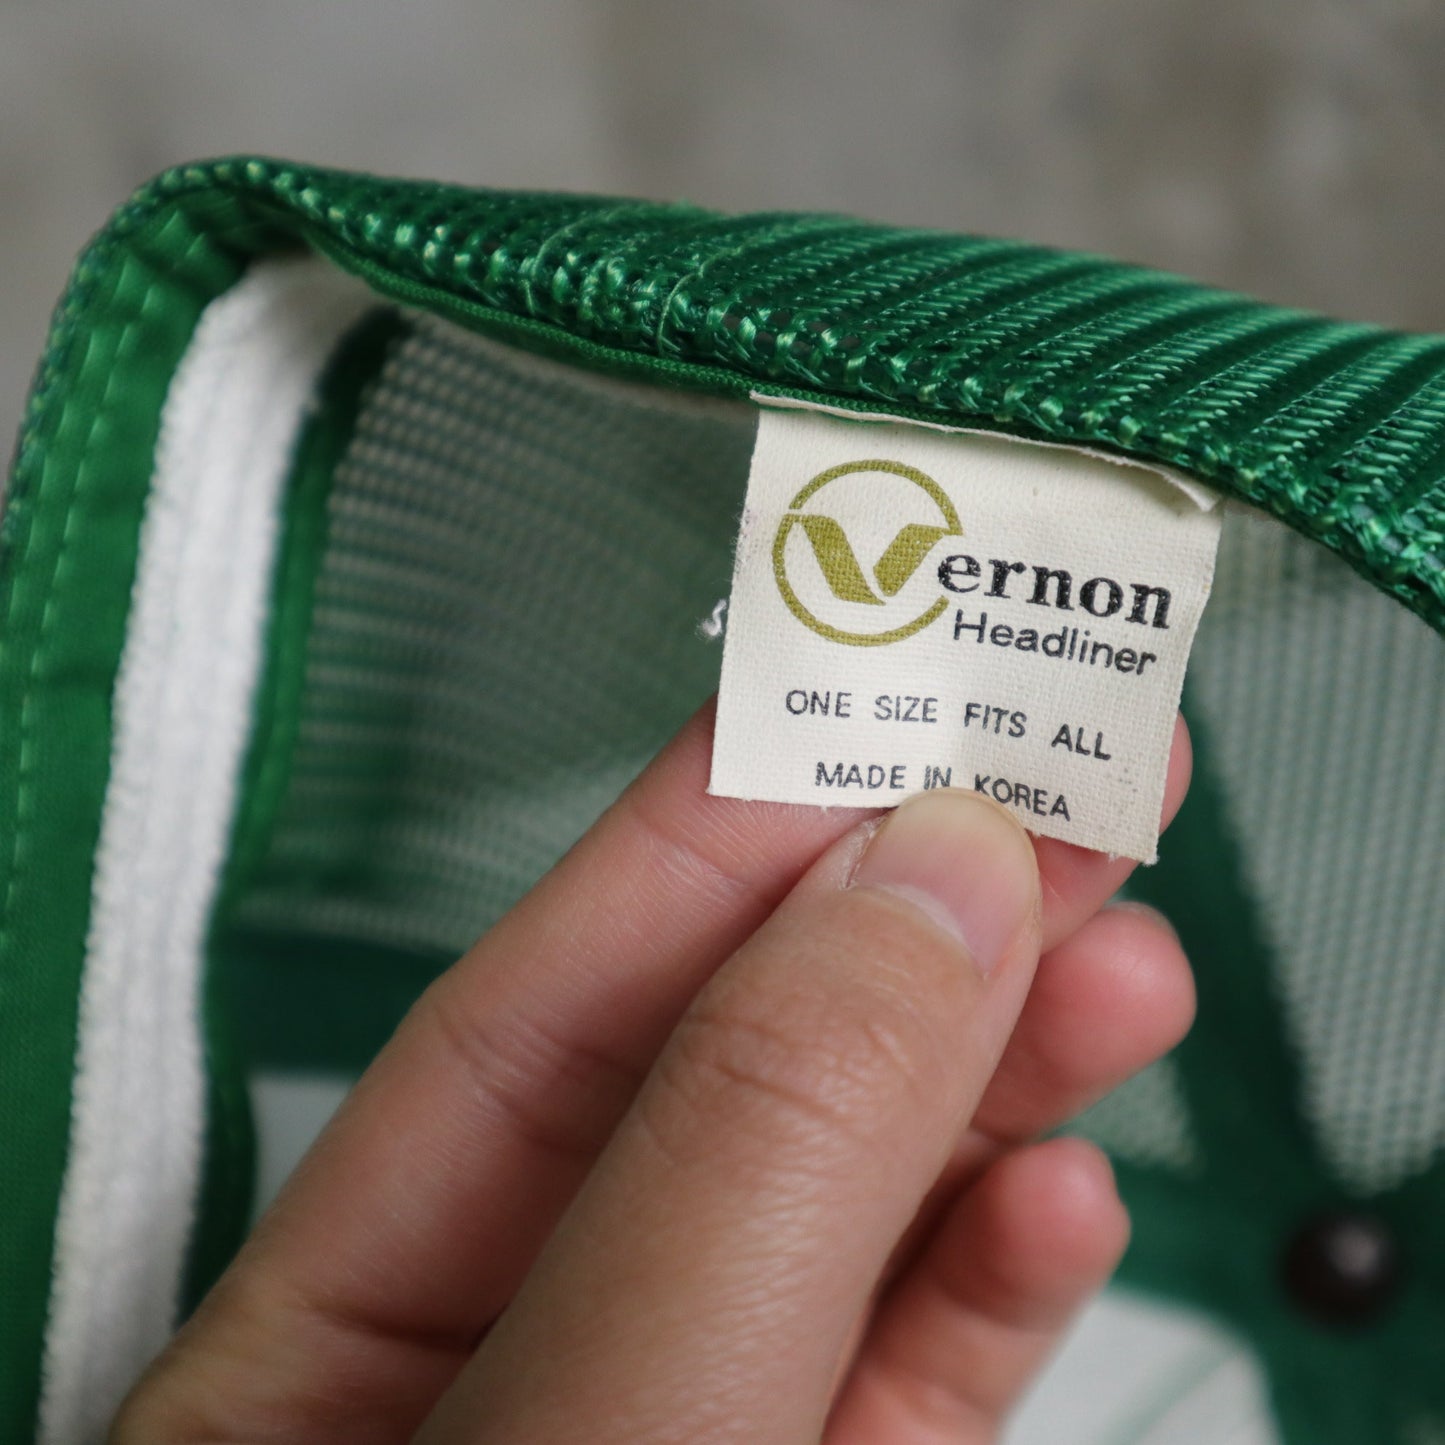 Vernon
Headliner
ONE SIZE FITS ALL
MADE IN KOREA